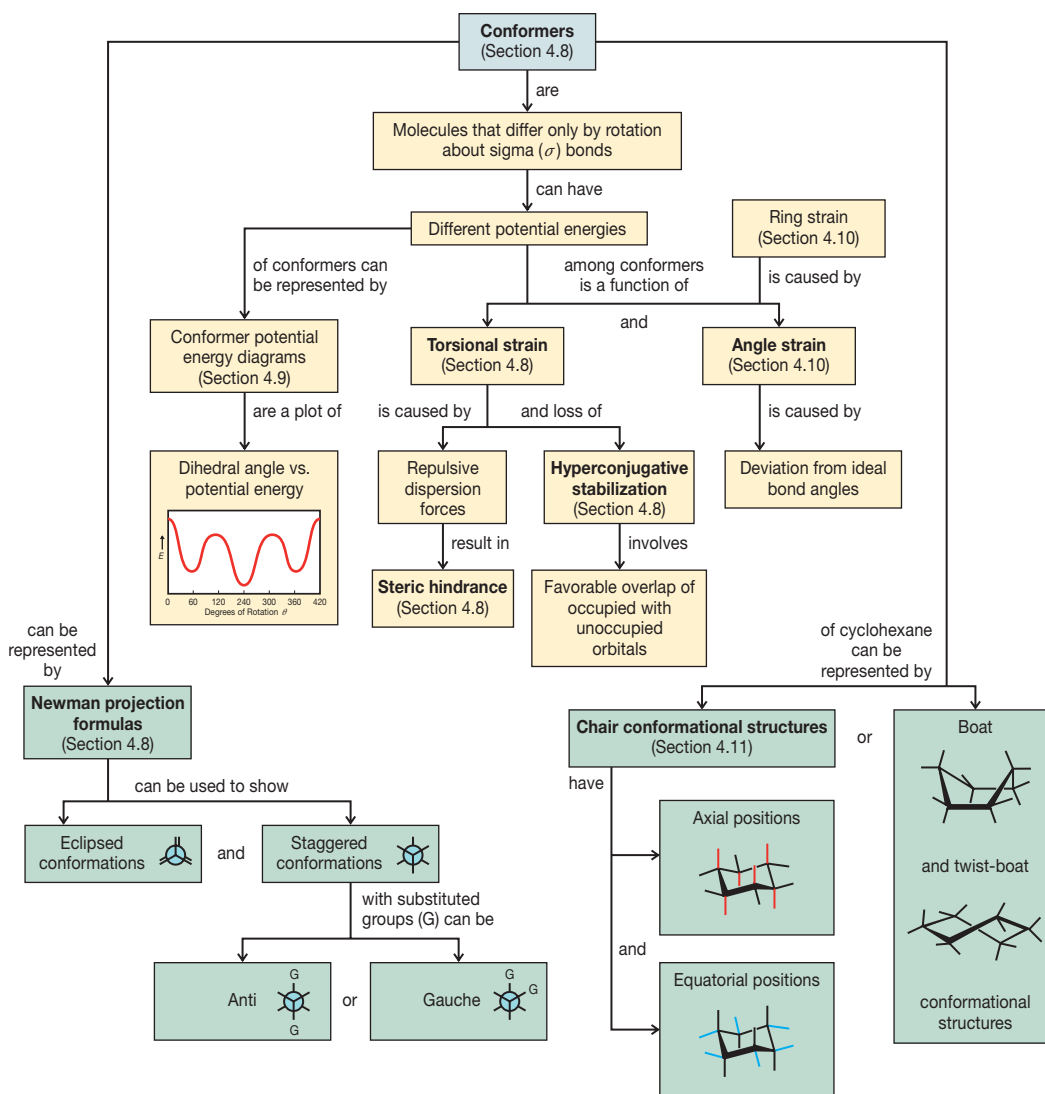 Conformers
(Section 4.8)
are
Molecules that differ only by rotation
about sigma (σ) bonds
can have
Different potential energies
Ring strain
(Section 4.10)
of conformers can
be represented by
among conformers
is a function of
is caused by
and
Conformer potential
energy diagrams
(Section 4.9)
Torsional strain
(Section 4.8)
Angle strain
(Section 4.10)
are a plot of
is caused by
and loss of
is caused by
Dihedral angle vs.
potential energy
E
0 60 120 240 300 360 420
Degrees of Rotation θ
Repulsive
dispersion
forces
Hyperconjugative
stabilization
(Section 4.8)
Deviation from ideal
bond angles
result in
involves
Steric hindrance
(Section 4.8)
Favorable overlap of
occupied with
unoccupied
orbitals
can be
represented
by
of cyclohexane
can be
represented by
Newman projection
formulas
(Section 4.8)
Chair conformational structures
(Section 4.11)
or
Boat
can be used to show
have
Eclipsed
conformations
and
Staggered
conformations
Axial positions
and twist-boat
with substituted
groups (G) can be
and
Anti
G
G
or
Gauche
G
G
Equatorial positions
conformational
structures